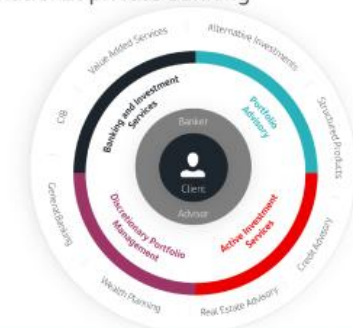 Value Added Services
Alternative Investments
Structured Products
Credit Advisory
Real Estate Advisory
Wealth Planning
General Banking
Banking and Investment
Services
Portfolio
Advisory
Active Investment
Services
Discretionary Portfolio
Management
Banker
Client
Advisor